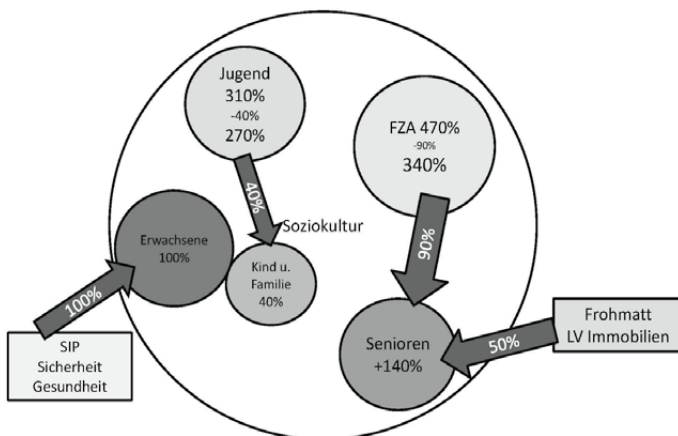 Jugend
310%
-40%
270%
FZA 470%
-90%
340%
40%
Soziokultur
Erwachsene
100%
Kind u.
Familie
40%
90%
100%
SIP
Sicherheit
Gesundheit
Senioren
+140%
50%
Frohmatt
LV Immobilien